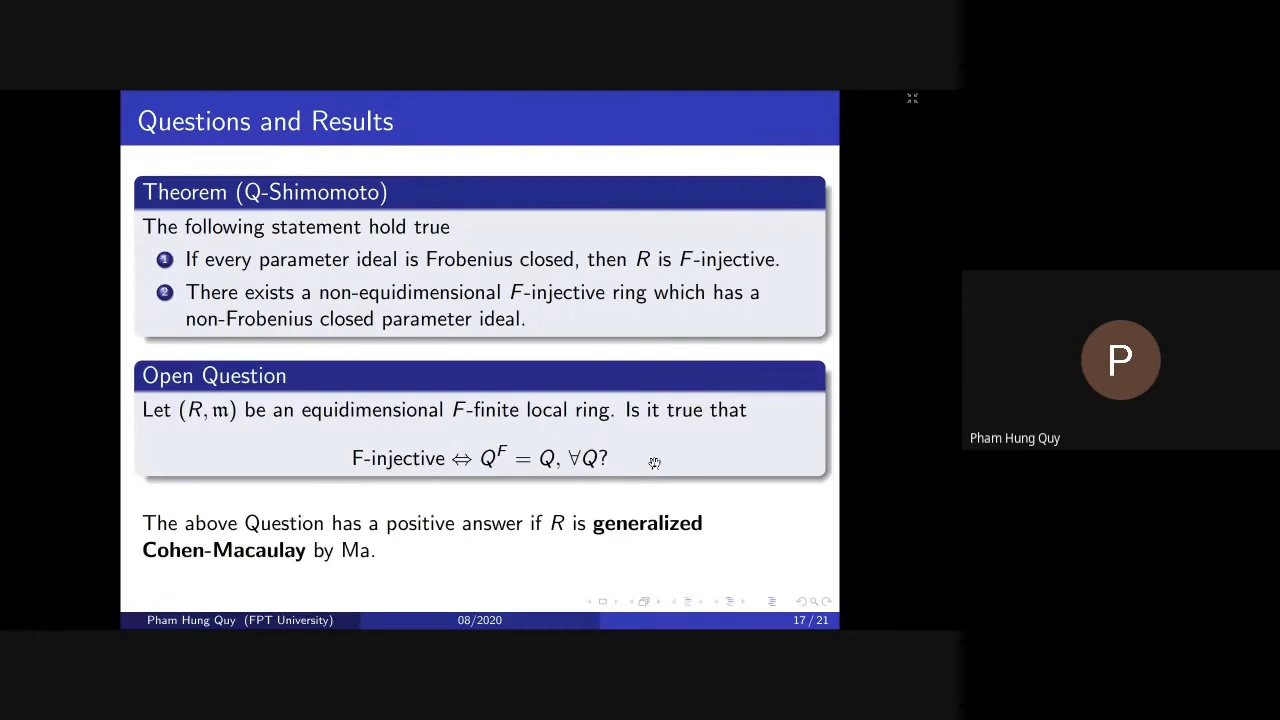 Questions and Results
Theorem (Q-Shimomoto)
The following statement hold true
1 If every parameter ideal is Frobenius closed, then R is F-injective.
2 There exists a non-equidimensional F-injective ring which has a
non-Frobenius closed parameter ideal.
Open Question
Let (R, 𝔪) be an equidimensional F-finite local ring. Is it true that
F-injective ⇔ Q^F = Q, ∀Q?
The above Question has a positive answer if R is generalized
Cohen-Macaulay by Ma.
Pham Hung Quy (FPT University) 08/2020 17 / 21
P
Pham Hung Quy